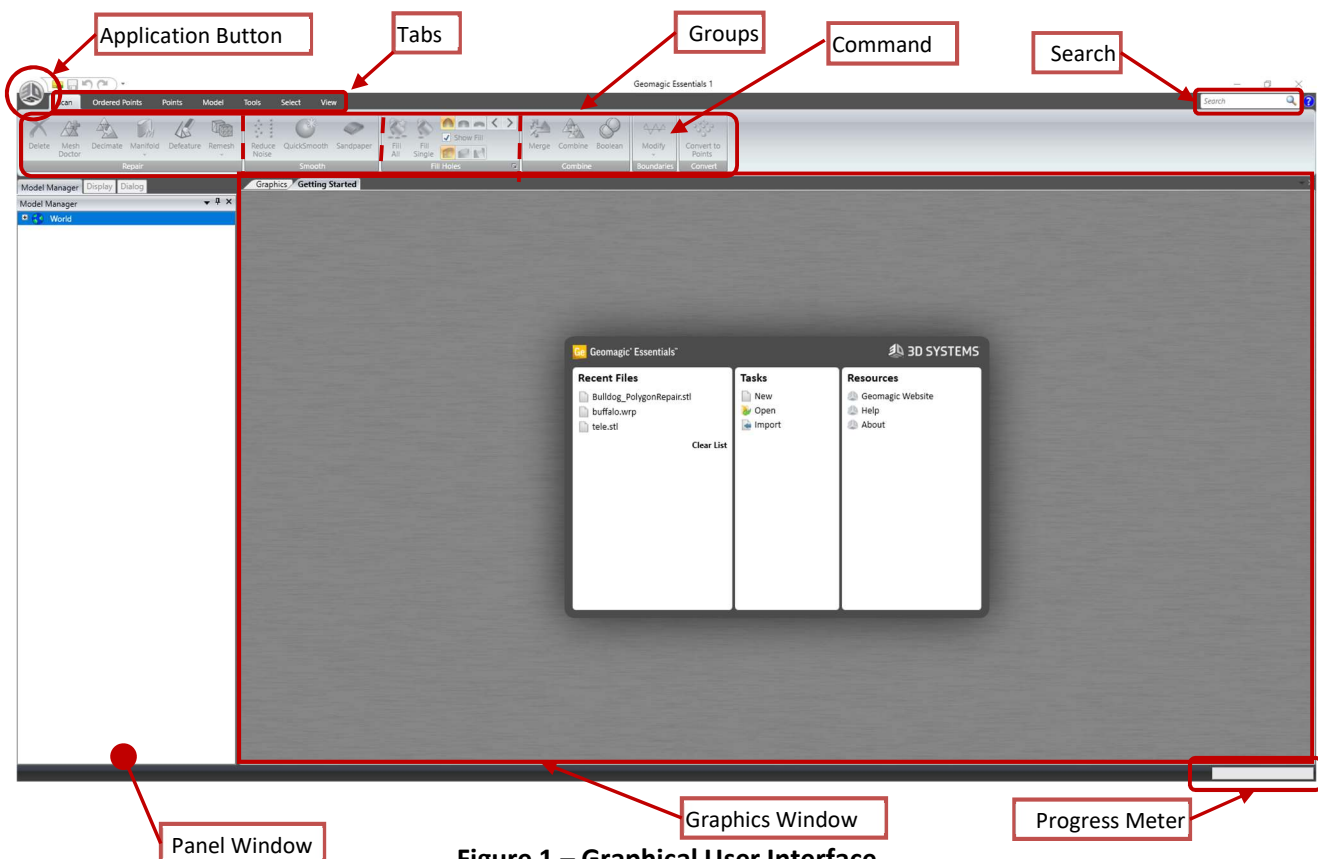 Application Button
Tabs
Groups
Command
Search
Geomagic Essentials 1
Scan Ordered Points Points Model Tools Select View
Search
?
Delete Mesh Doctor Decimate Manifold Defeature Remesh
Repair
Reduce Noise QuickSmooth Sandpaper
Smooth
Fill All Fill Single Show Fill
Fill Holes
Merge Combine Boolean
Combine
Modify
Boundaries
Convert to Points
Convert
Model Manager Display Dialog
Graphics Getting Started
Model Manager
World
Ge Geomagic® Essentials™
3D SYSTEMS
Recent Files
Bulldog_PolygonRepair.stl
buffalo.wrp
tele.stl
Clear List
Tasks
New
Open
Import
Resources
Geomagic Website
Help
About
Graphics Window
Progress Meter
Panel Window
Figure 1 – Graphical User Interface